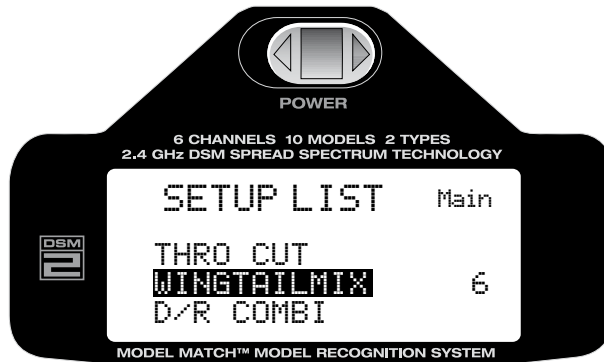 POWER
6 CHANNELS 10 MODELS 2 TYPES
2.4 GHz DSM SPREAD SPECTRUM TECHNOLOGY
SETUP LIST Main
THRO CUT
WINGTAILMIX 6
D/R COMBI
DSM
2
MODEL MATCH™ MODEL RECOGNITION SYSTEM